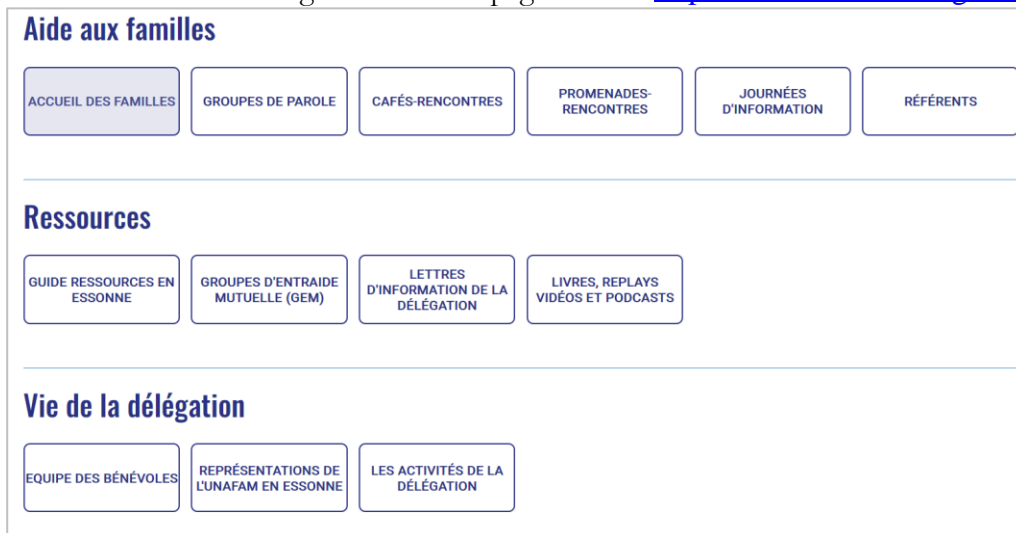 Aide aux familles
ACCUEIL DES FAMILLES
GROUPES DE PAROLE
CAFÉS-RENCONTRES
PROMENADES-
RENCONTRES
JOURNÉES
D'INFORMATION
RÉFÉRENTS
Ressources
GUIDE RESSOURCES EN
ESSONNE
GROUPES D'ENTRAIDE
MUTUELLE (GEM)
LETTRES
D'INFORMATION DE LA
DÉLÉGATION
LIVRES, REPLAYS
VIDÉOS ET PODCASTS
Vie de la délégation
EQUIPE DES BÉNÉVOLES
REPRÉSENTATIONS DE
L'UNAFAM EN ESSONNE
LES ACTIVITÉS DE LA
DÉLÉGATION